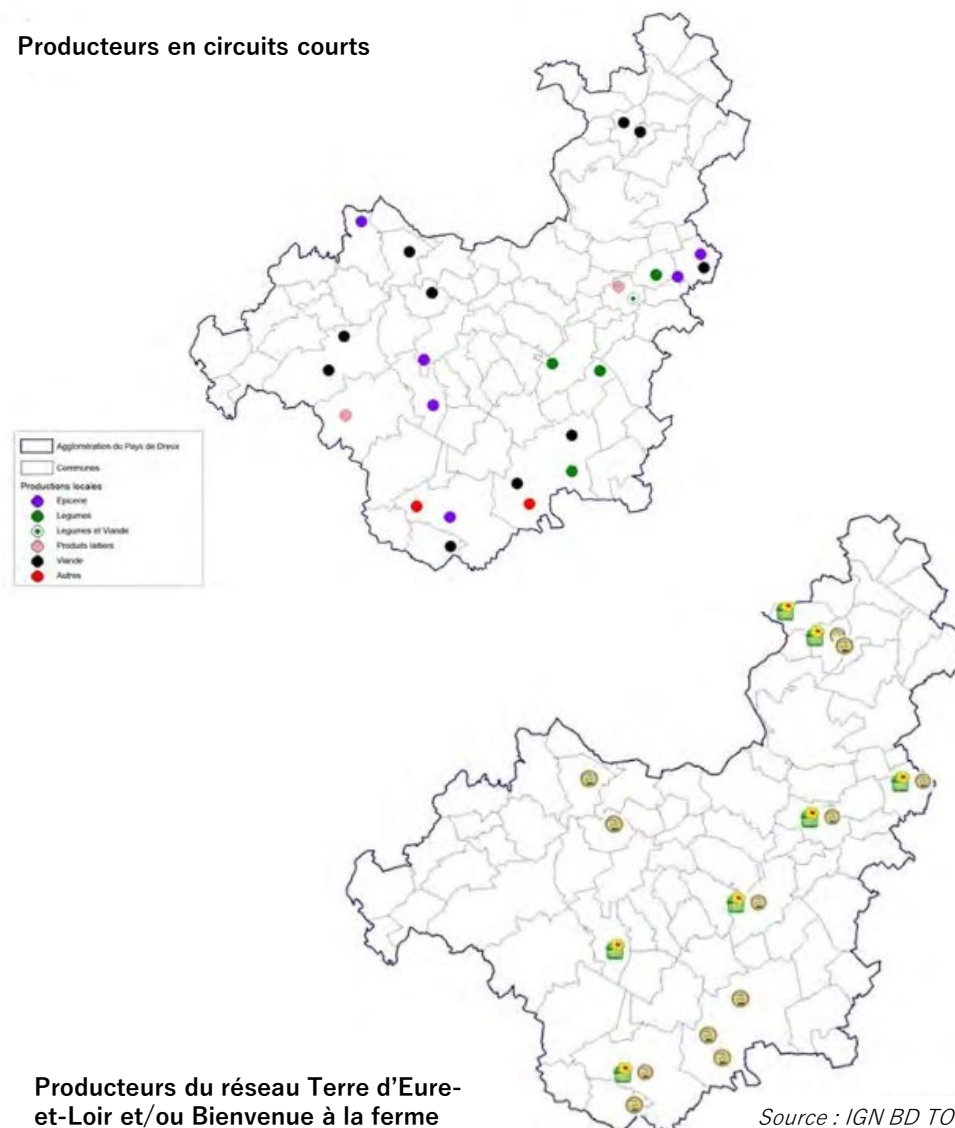 Producteurs en circuits courts
Agglomération du Pays de Dreux
Communes
Productions locales
Epicerie
Legumes
Legumes et Viande
Produits laitiers
Viande
Autres
Producteurs du réseau Terre d'Eure-
et-Loir et/ou Bienvenue à la ferme
Source : IGN BD TO